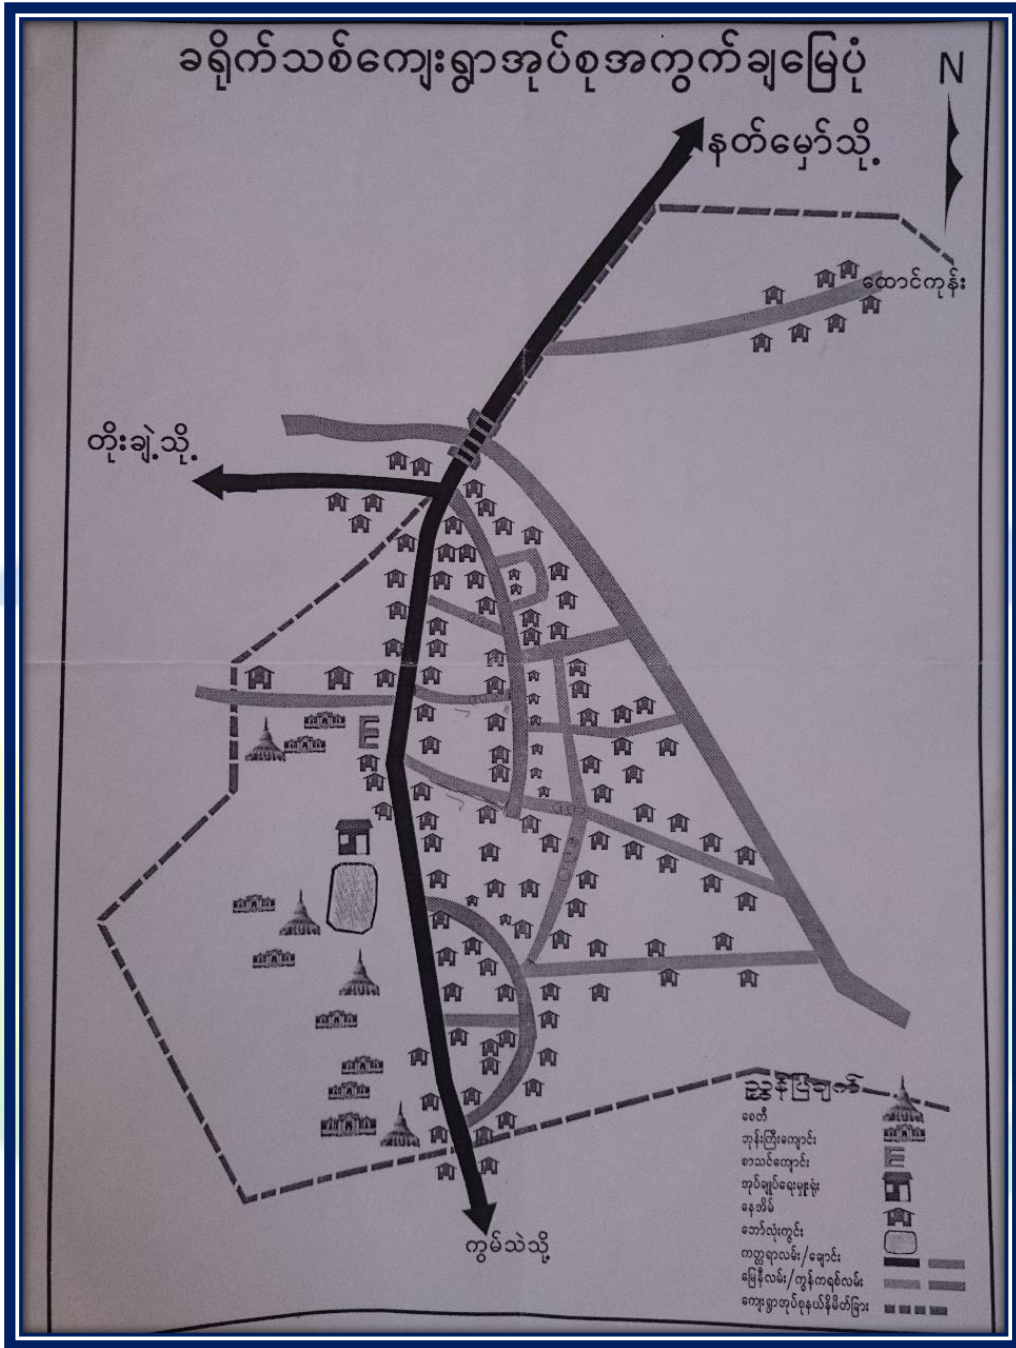 ခရိုက်သစ်ကျေးရွာအုပ်စုအကွက်ချမြေပုံ
N
နတ်မှော်သို့
ထောင်ကုန်း
တိုးချဲ့သို့
ညွှန်ပြချက်
စေတီ
ဘုန်းကြီးကျောင်း
စာသင်ကျောင်း
အုပ်ချုပ်ရေးမှူးရုံး
နေအိမ်
ဘော်လုံးကွင်း
ကတ္တရာလမ်း/ချောင်း
မြေနီလမ်း/ကွန်ကရစ်လမ်း
ကျေးရွာအုပ်စုနယ်နိမိတ်ခြား
ကွမ်သဲသို့